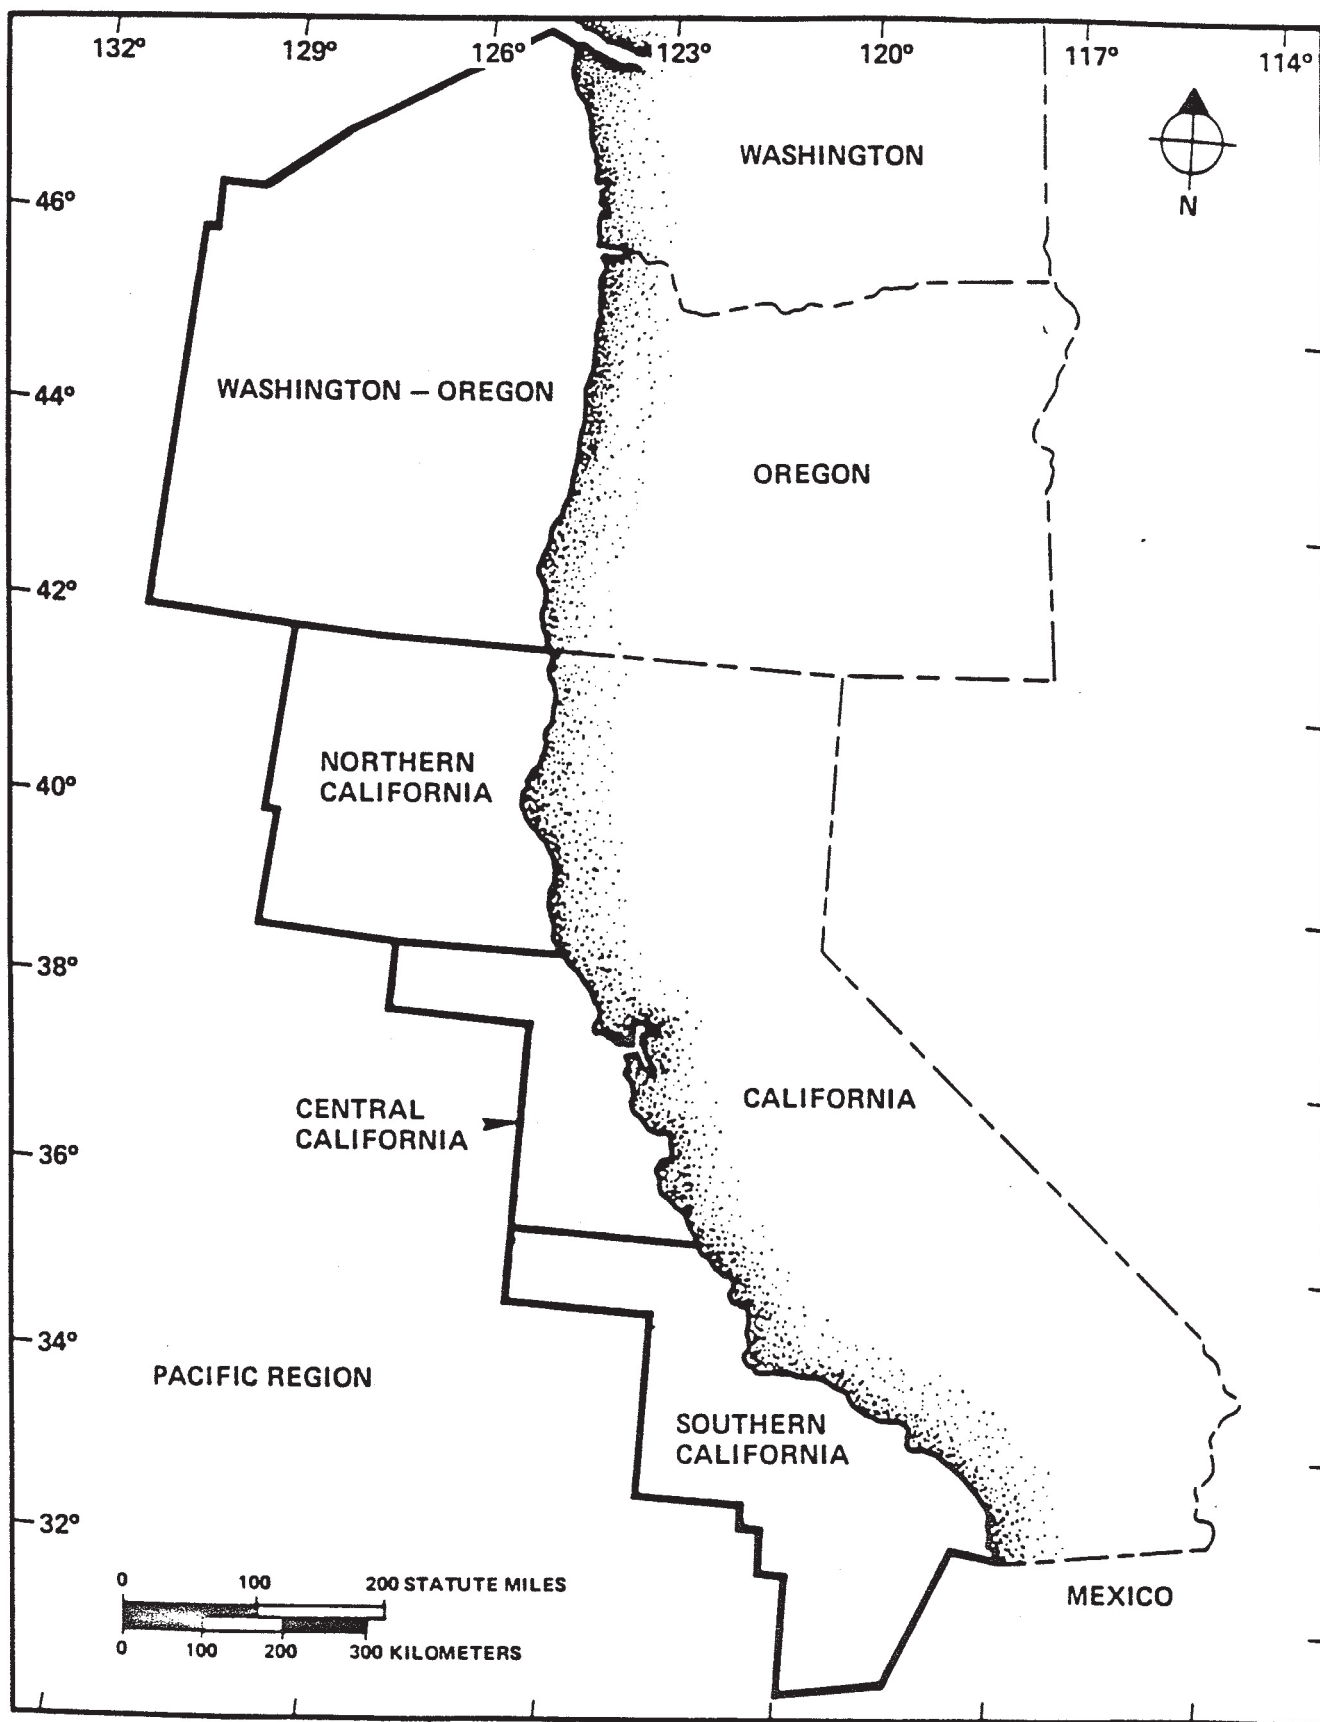 132° 129° 126° 123° 120° 117° 114°
WASHINGTON
46°
N
44°
WASHINGTON – OREGON
OREGON
42°
NORTHERN
CALIFORNIA
40°
38°
CENTRAL
CALIFORNIA
CALIFORNIA
36°
34°
PACIFIC REGION
SOUTHERN
CALIFORNIA
32°
0 100 200 STATUTE MILES
0 100 200 300 KILOMETERS
MEXICO